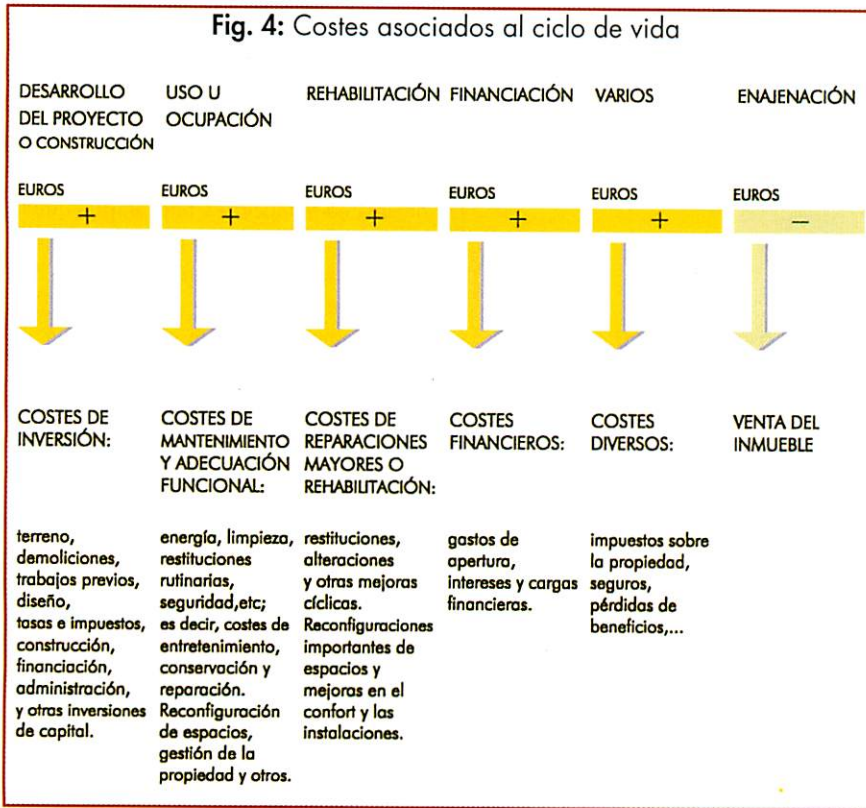 Fig. 4: Costes asociados al ciclo de vida
DESARROLLO
DEL PROYECTO
O CONSTRUCCIÓN
EUROS
+
COSTES DE
INVERSIÓN:
terreno,
demoliciones,
trabajos previos,
diseño,
tasas e impuestos,
construcción,
financiación,
administración,
y otras inversiones
de capital.
USO U
OCUPACIÓN
EUROS
+
COSTES DE
MANTENIMIENTO
Y ADECUACIÓN
FUNCIONAL:
energía, limpieza,
restituciones
rutinarias,
seguridad,etc;
es decir, costes de
entretenimiento,
conservación y
reparación.
Reconfiguración
de espacios,
gestión de la
propiedad y otros.
REHABILITACIÓN
EUROS
+
COSTES DE
REPARACIONES
MAYORES O
REHABILITACIÓN:
restituciones,
alteraciones
y otras mejoras
cíclicas.
Reconfiguraciones
importantes de
espacios y
mejoras en el
confort y las
instalaciones.
FINANCIACIÓN
EUROS
+
COSTES
FINANCIEROS:
gastos de
apertura,
intereses y cargas
financieras.
VARIOS
EUROS
+
COSTES
DIVERSOS:
impuestos sobre
la propiedad,
seguros,
pérdidas de
beneficios,...
ENAJENACIÓN
EUROS
−
VENTA DEL
INMUEBLE